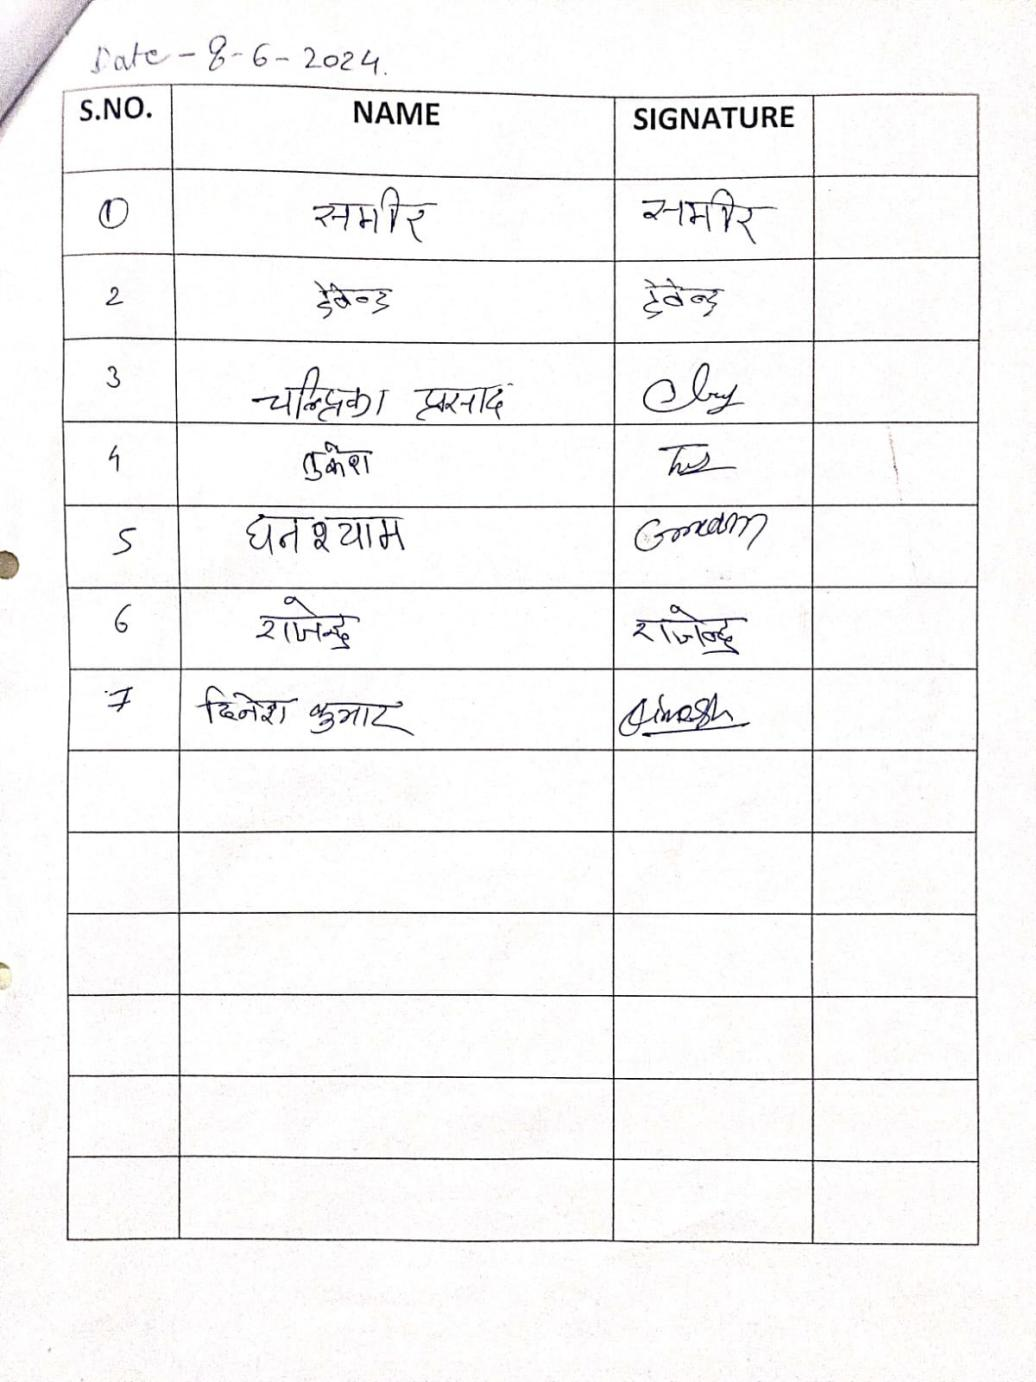 Date - 8-6-2024.
S.NO. NAME SIGNATURE
1 समीर समीर
2 देवेन्द्र देवेन्द्र
3 चन्द्रिका प्रसाद
4
5 घनश्याम
6 राजेन्द्र राजेन्द्र
7 दिनेश कुमार Dinesh